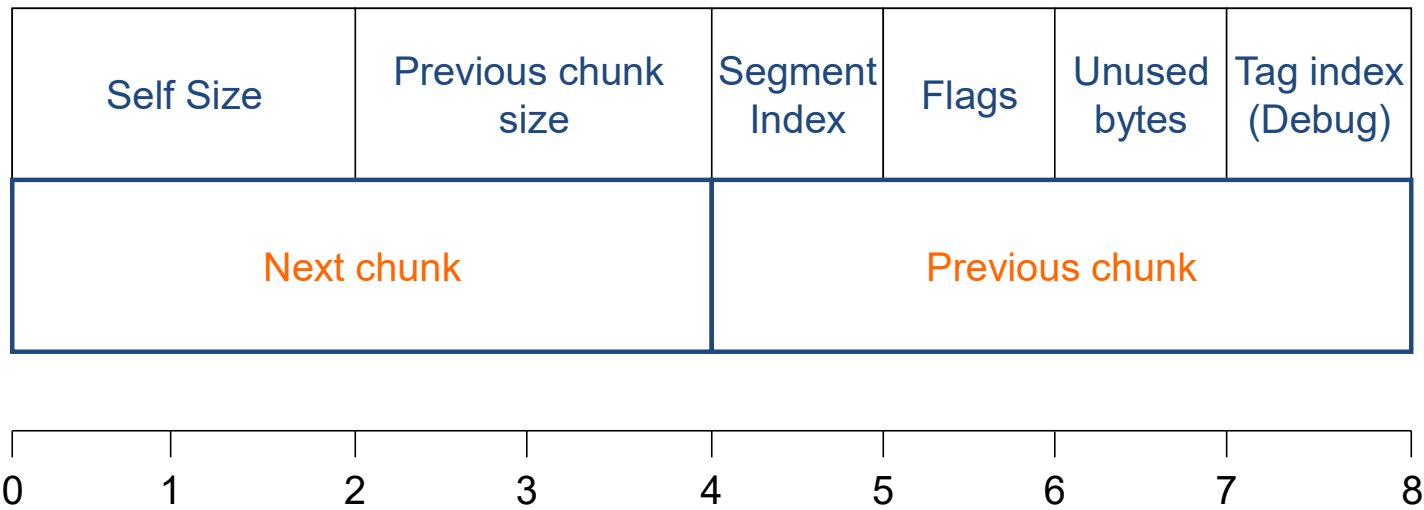 Self Size
Previous chunk
size
Segment
Index
Flags
Unused
bytes
Tag index
(Debug)
Next chunk
Previous chunk
0 1 2 3 4 5 6 7 8